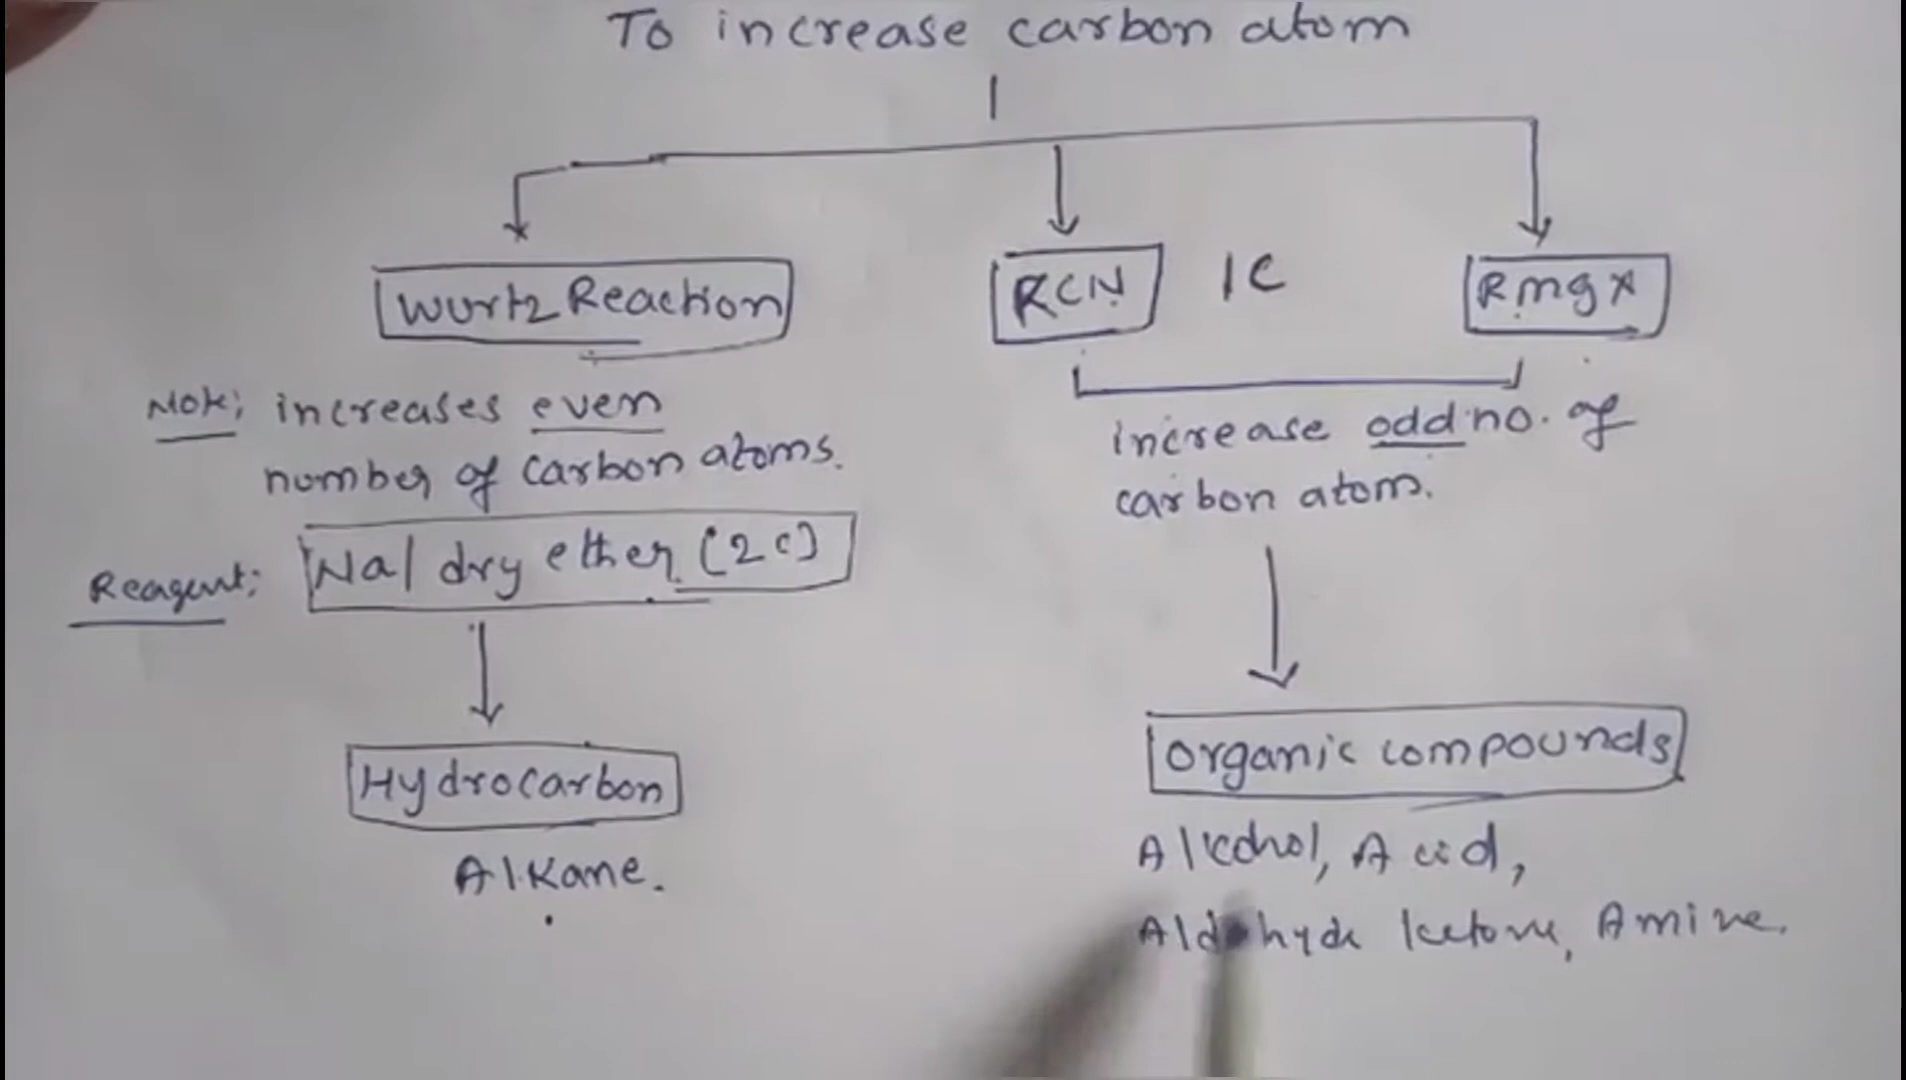 To increase carbon atom
Wurtz Reaction
RCN 1C
Rmgx
Note: increases even
number of carbon atoms.
increase odd no. of
carbon atom.
Reagent: Na/dry ether (2C)
Hydrocarbon
Alkane.
organic compounds
Alcohol, Acid,
Aldehyde ketone, Amine.